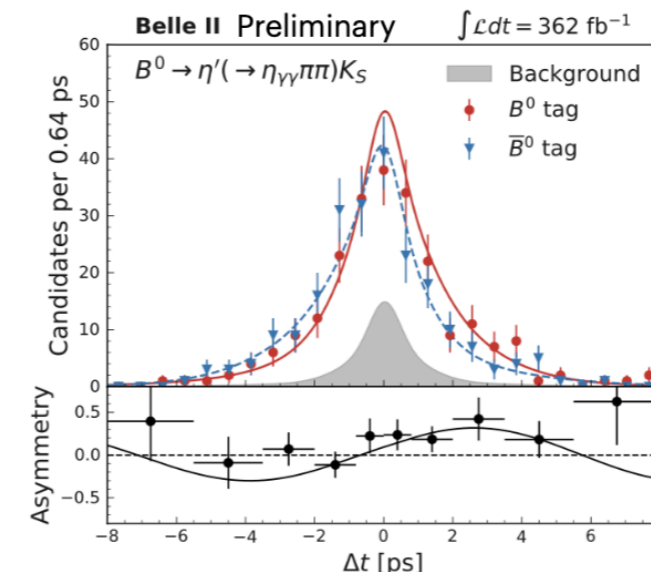 Belle II Preliminary ∫ℒdt = 362 fb⁻¹
B⁰ → η′(→ η_γγ ππ)K_S
Background
B⁰ tag
B̅⁰ tag
Candidates per 0.64 ps
60
50
40
30
20
10
0
Asymmetry
0.5
0.0
−0.5
−8 −6 −4 −2 0 2 4 6
Δt [ps]